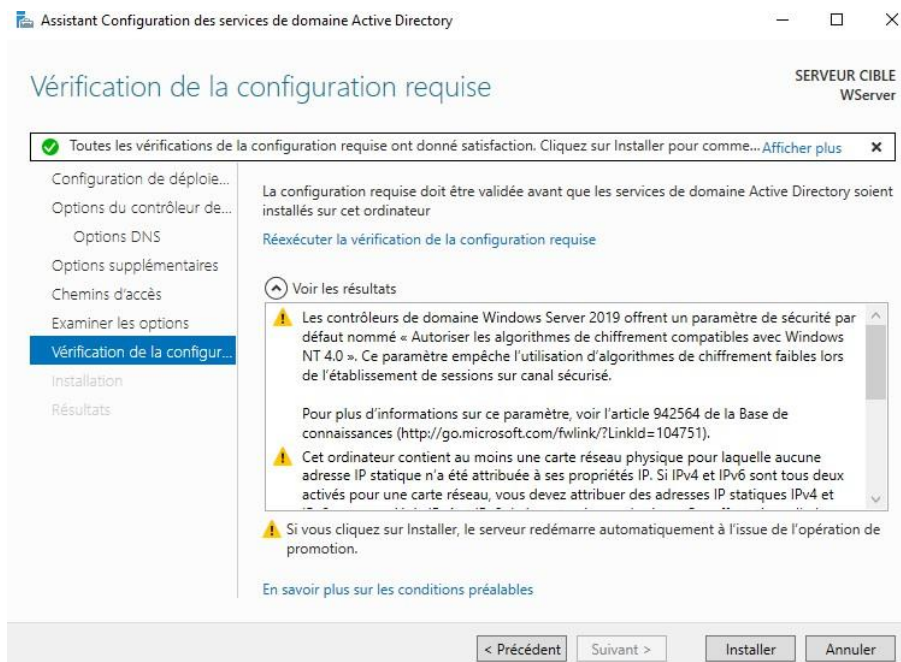 Assistant Configuration des services de domaine Active Directory
Vérification de la configuration requise
SERVEUR CIBLE
WServer
Toutes les vérifications de la configuration requise ont donné satisfaction. Cliquez sur Installer pour comme... Afficher plus
Configuration de déploie...
Options du contrôleur de...
Options DNS
Options supplémentaires
Chemins d'accès
Examiner les options
Vérification de la configur...
Installation
Résultats
La configuration requise doit être validée avant que les services de domaine Active Directory soient
installés sur cet ordinateur
Réexécuter la vérification de la configuration requise
Voir les résultats
Les contrôleurs de domaine Windows Server 2019 offrent un paramètre de sécurité par
défaut nommé « Autoriser les algorithmes de chiffrement compatibles avec Windows
NT 4.0 ». Ce paramètre empêche l'utilisation d'algorithmes de chiffrement faibles lors
de l'établissement de sessions sur canal sécurisé.
Pour plus d'informations sur ce paramètre, voir l'article 942564 de la Base de
connaissances (http://go.microsoft.com/fwlink/?LinkId=104751).
Cet ordinateur contient au moins une carte réseau physique pour laquelle aucune
adresse IP statique n'a été attribuée à ses propriétés IP. Si IPv4 et IPv6 sont tous deux
activés pour une carte réseau, vous devez attribuer des adresses IP statiques IPv4 et
Si vous cliquez sur Installer, le serveur redémarre automatiquement à l'issue de l'opération de
promotion.
En savoir plus sur les conditions préalables
< Précédent
Suivant >
Installer
Annuler